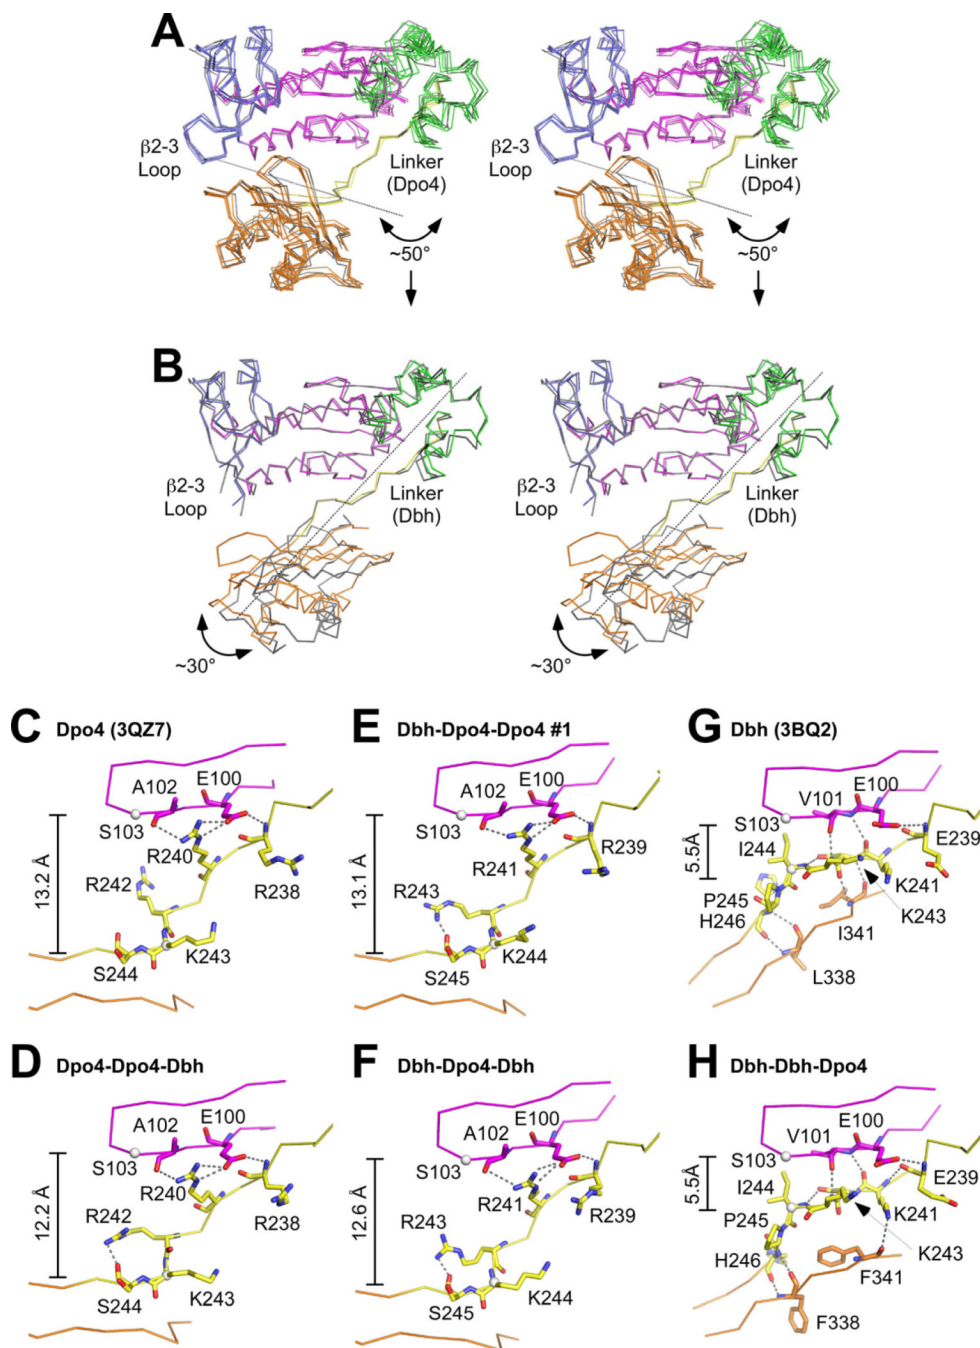 A
β2-3
Loop
Linker
(Dpo4)
~50°
β2-3
Loop
Linker
(Dpo4)
~50°
B
β2-3
Loop
Linker
(Dbh)
~30°
β2-3
Loop
Linker
(Dbh)
~30°
C Dpo4 (3QZ7)
E100
A102
S103
R240
R238
R242
13.2 Å
S244
K243
E Dbh-Dpo4-Dpo4 #1
E100
A102
S103
R239
R241
R243
13.1 Å
K244
S245
G Dbh (3BQ2)
E100
V101
S103
E239
I244
5.5Å
K241
P245
K243
H246
I341
L338
D Dpo4-Dpo4-Dbh
E100
A102
S103
R240
R238
R242
12.2 Å
S244
K243
F Dbh-Dpo4-Dbh
E100
A102
S103
R241
R239
R243
12.6 Å
S245
K244
H Dbh-Dbh-Dpo4
E100
V101
S103
E239
I244
5.5Å
K241
P245
K243
H246
F341
F338